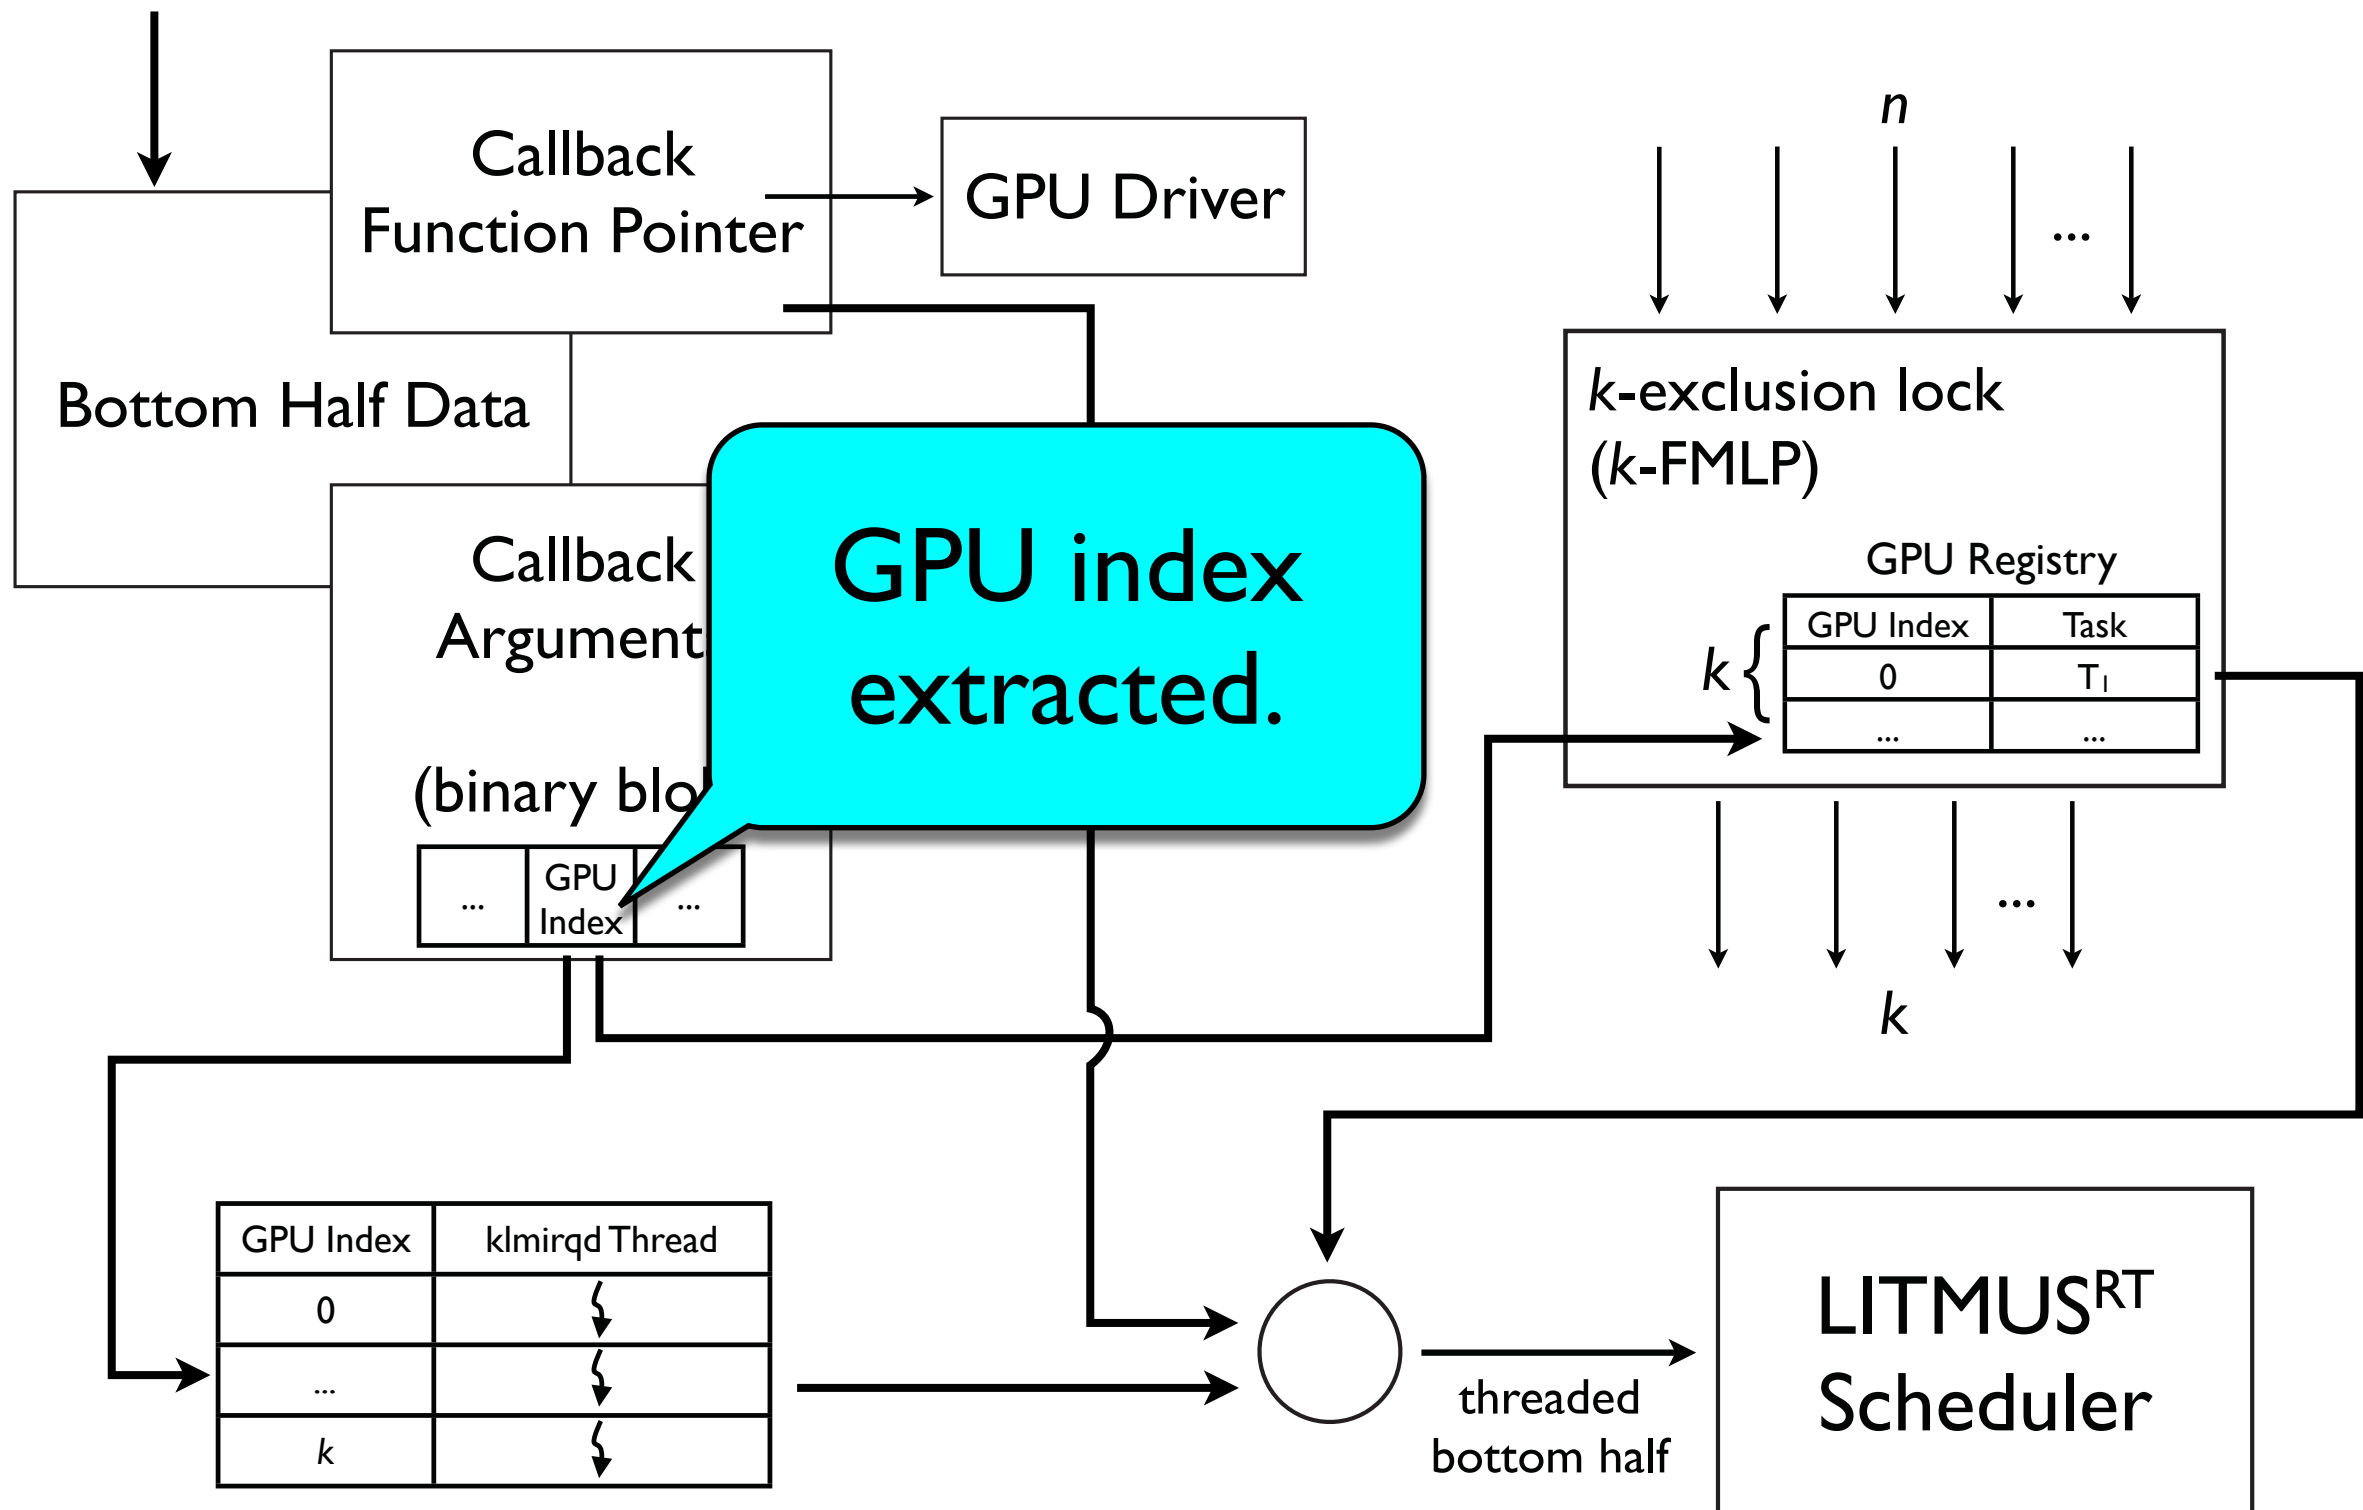 Callback
Function Pointer
GPU Driver
n
...
Bottom Half Data
k-exclusion lock
(k-FMLP)
Callback
Argument
(binary blo
GPU index
extracted.
GPU Registry
GPU Index Task
k { 0 T1
... ...
... GPU Index ...
...
k
GPU Index klmirqd Thread
0
...
k
threaded
bottom half
LITMUSRT
Scheduler